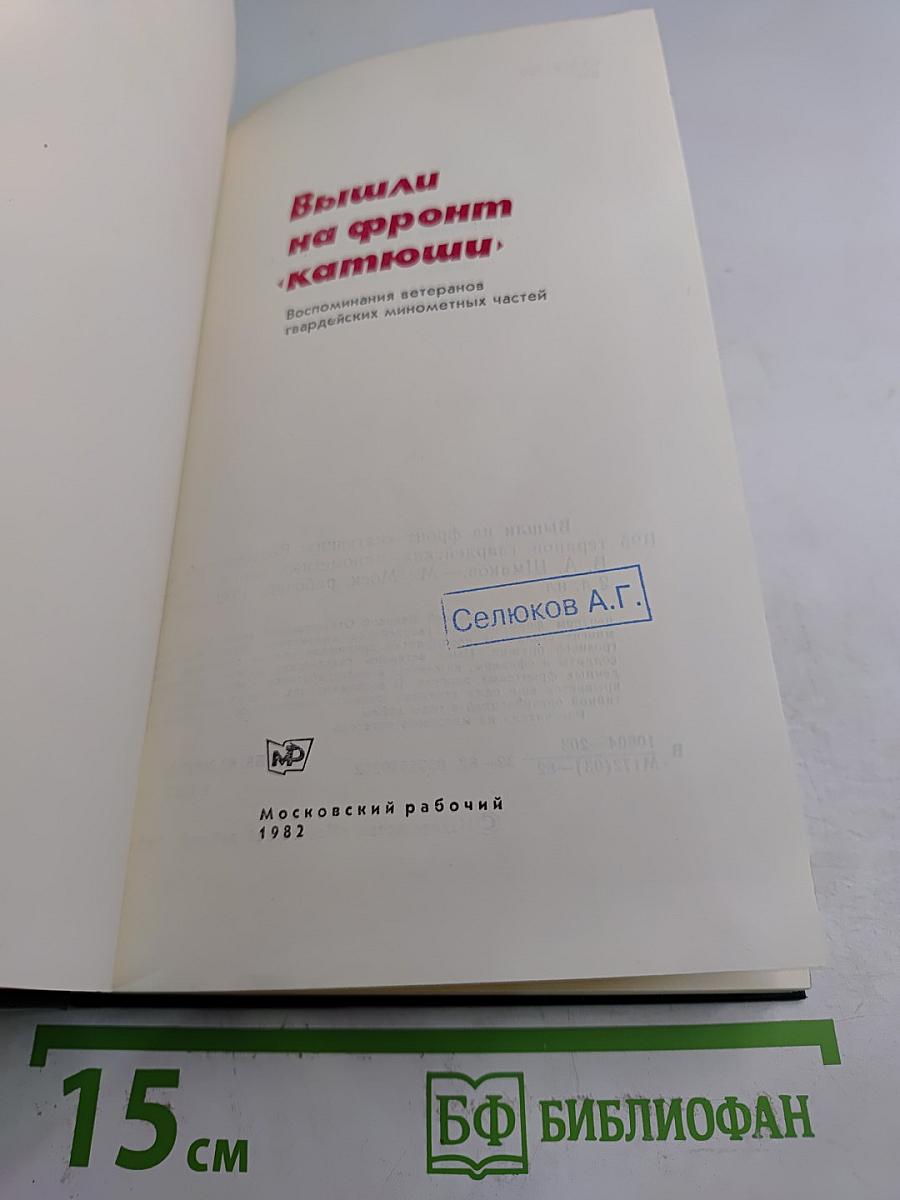 Вышли
на фронт
‹катюши›
Воспоминания ветеранов
гвардейских минометных частей
Селюков А.Г.
МР
Московский рабочий
1982
15 см
БФ БИБЛИОФАН